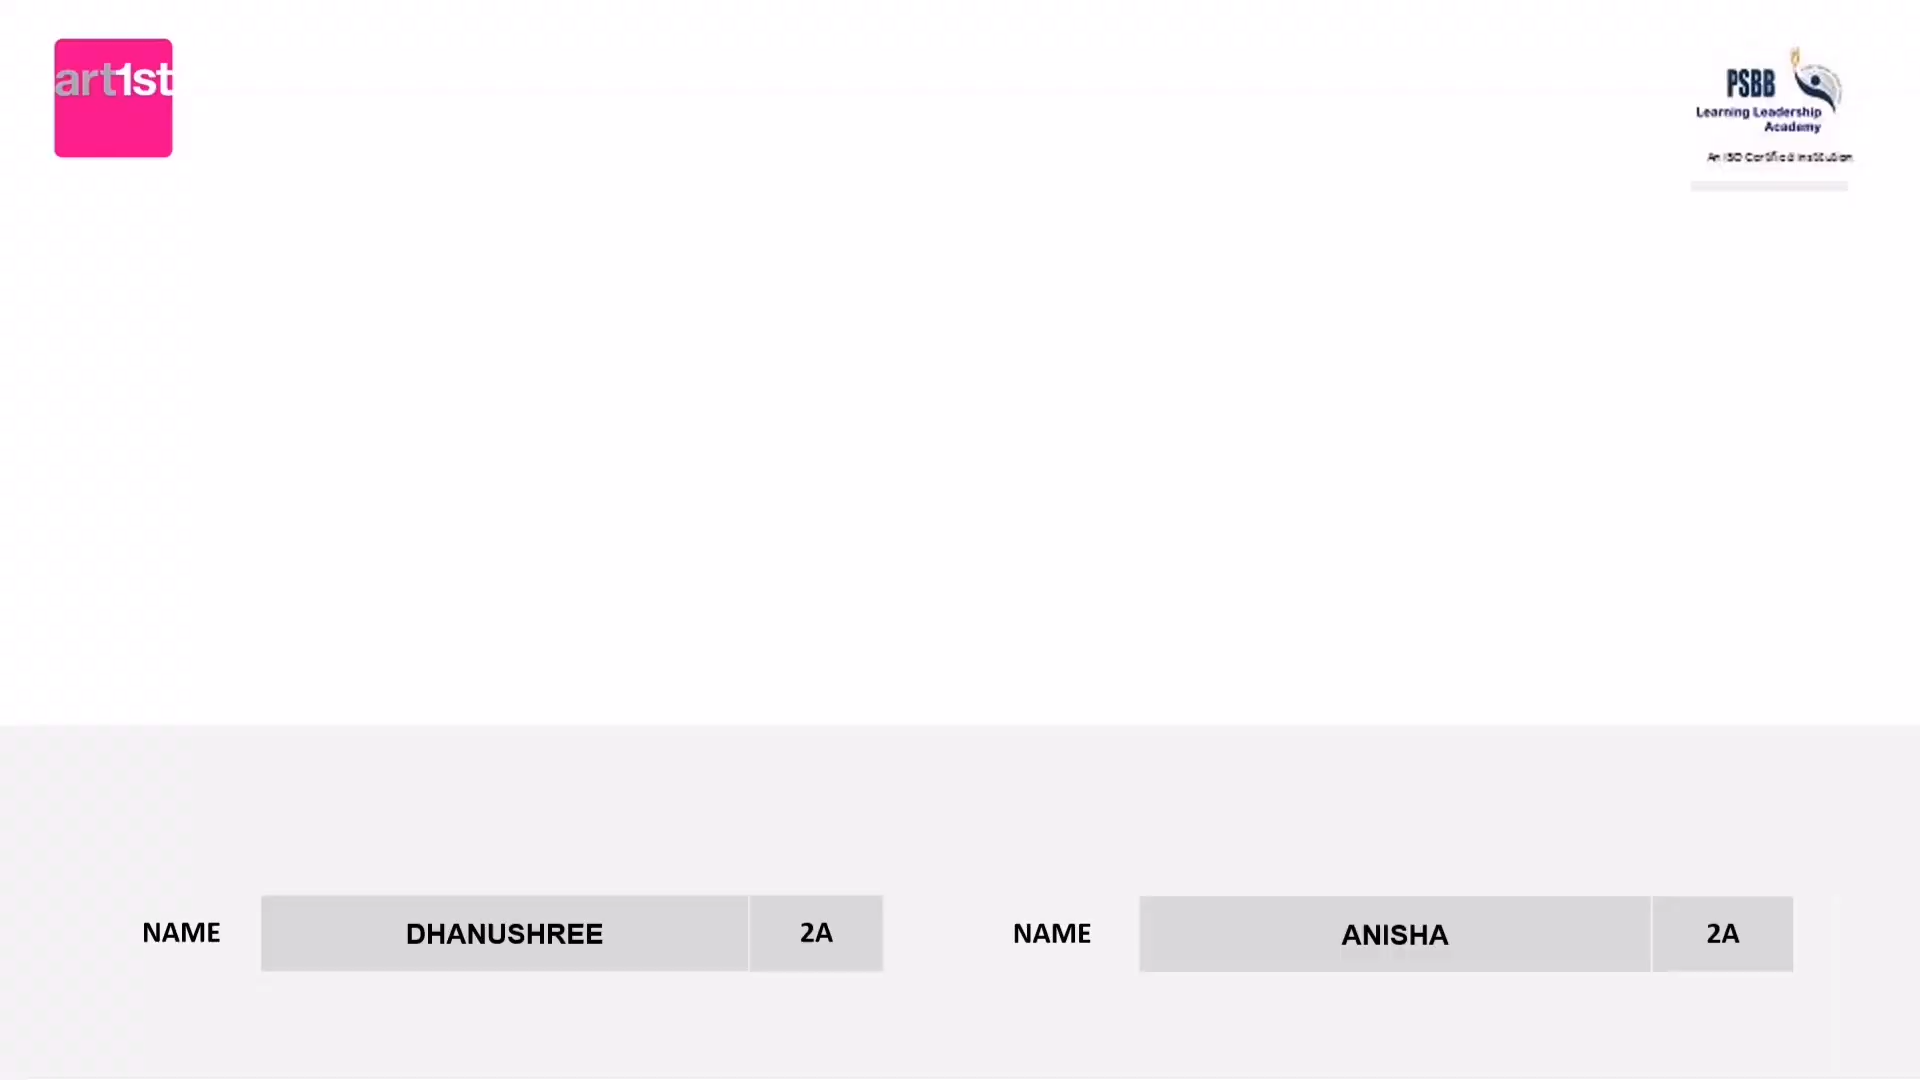 art1st
PSBB
Learning Leadership
Academy
An ISO Certified Institution
NAME DHANUSHREE 2A NAME ANISHA 2A